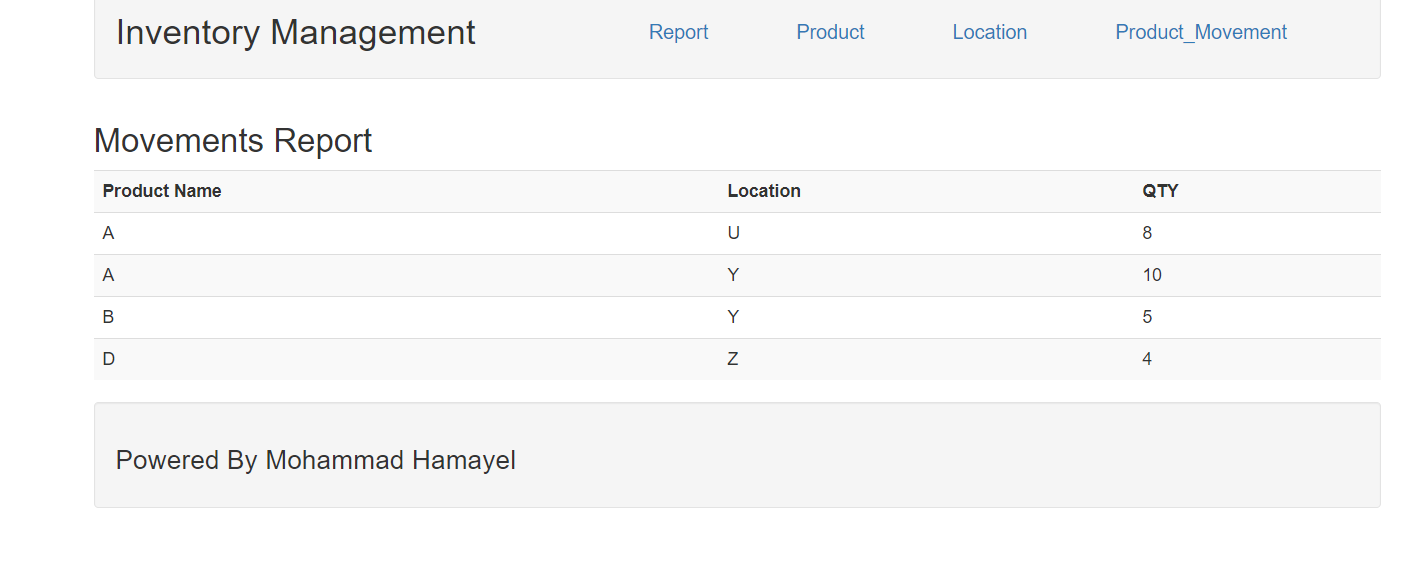 Inventory Management Report Product Location Product_Movement
Movements Report
Product Name Location QTY
A U 8
A Y 10
B Y 5
D Z 4
Powered By Mohammad Hamayel